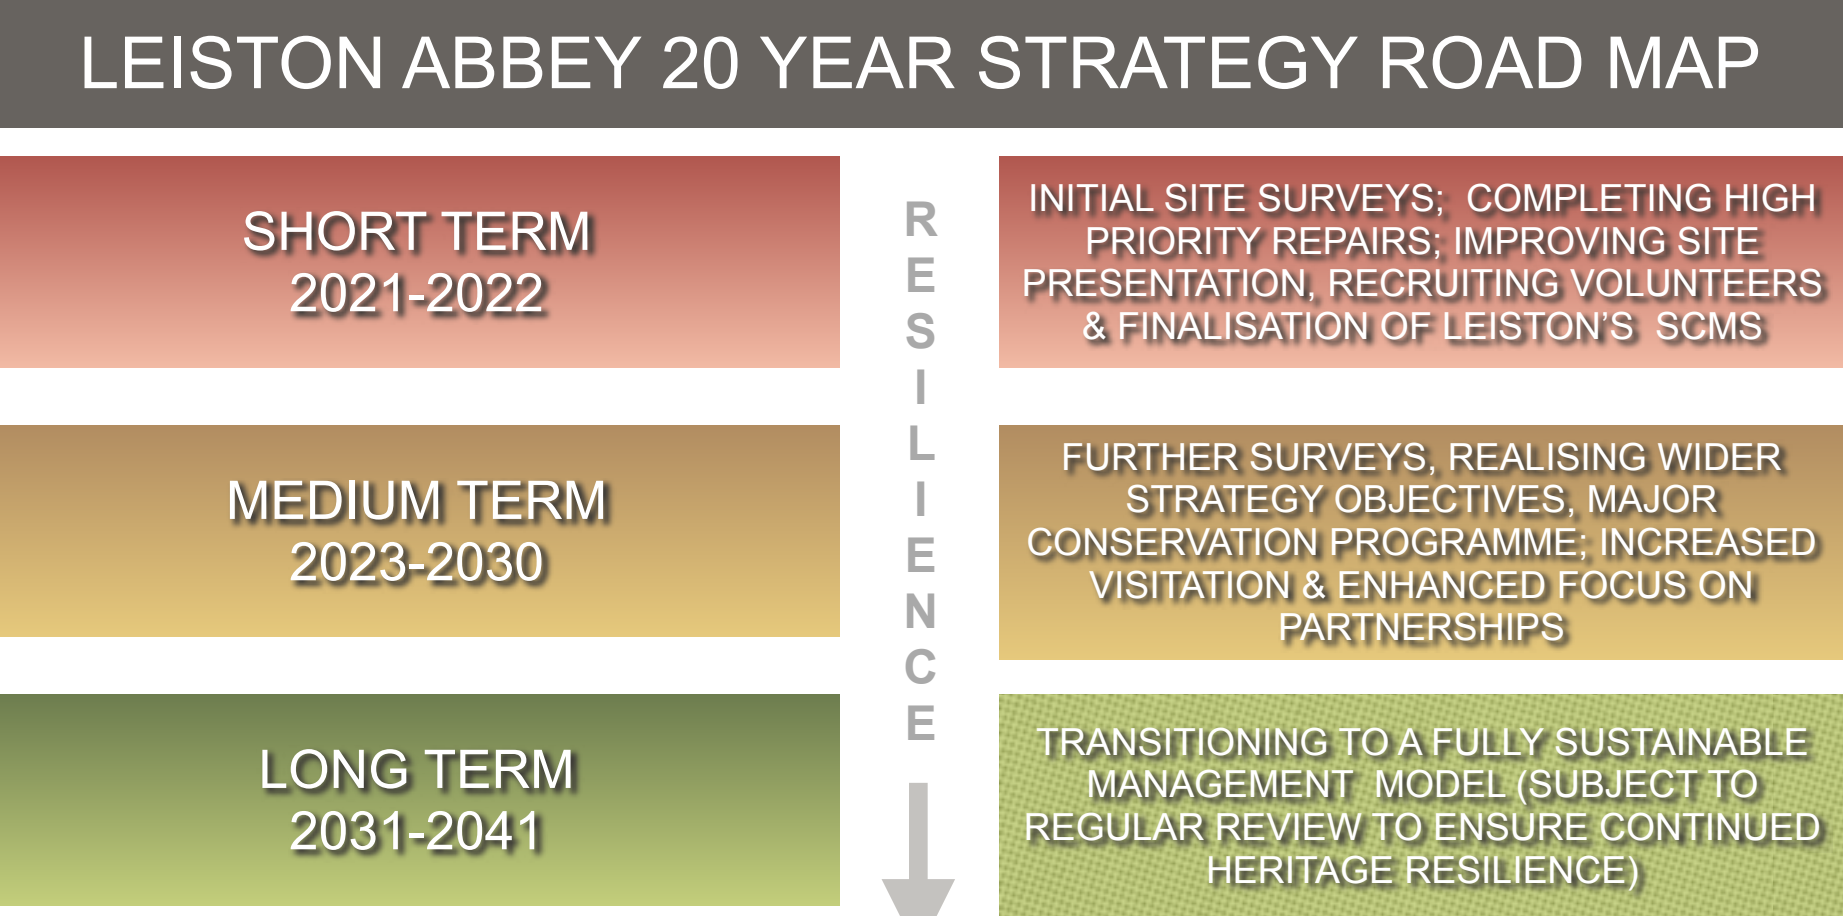 LEISTON ABBEY 20 YEAR STRATEGY ROAD MAP
SHORT TERM
2021-2022
INITIAL SITE SURVEYS; COMPLETING HIGH
PRIORITY REPAIRS; IMPROVING SITE
PRESENTATION, RECRUITING VOLUNTEERS
& FINALISATION OF LEISTON’S SCMS
RESILIENCE
MEDIUM TERM
2023-2030
FURTHER SURVEYS, REALISING WIDER
STRATEGY OBJECTIVES, MAJOR
CONSERVATION PROGRAMME; INCREASED
VISITATION & ENHANCED FOCUS ON
PARTNERSHIPS
LONG TERM
2031-2041
TRANSITIONING TO A FULLY SUSTAINABLE
MANAGEMENT MODEL (SUBJECT TO
REGULAR REVIEW TO ENSURE CONTINUED
HERITAGE RESILIENCE)